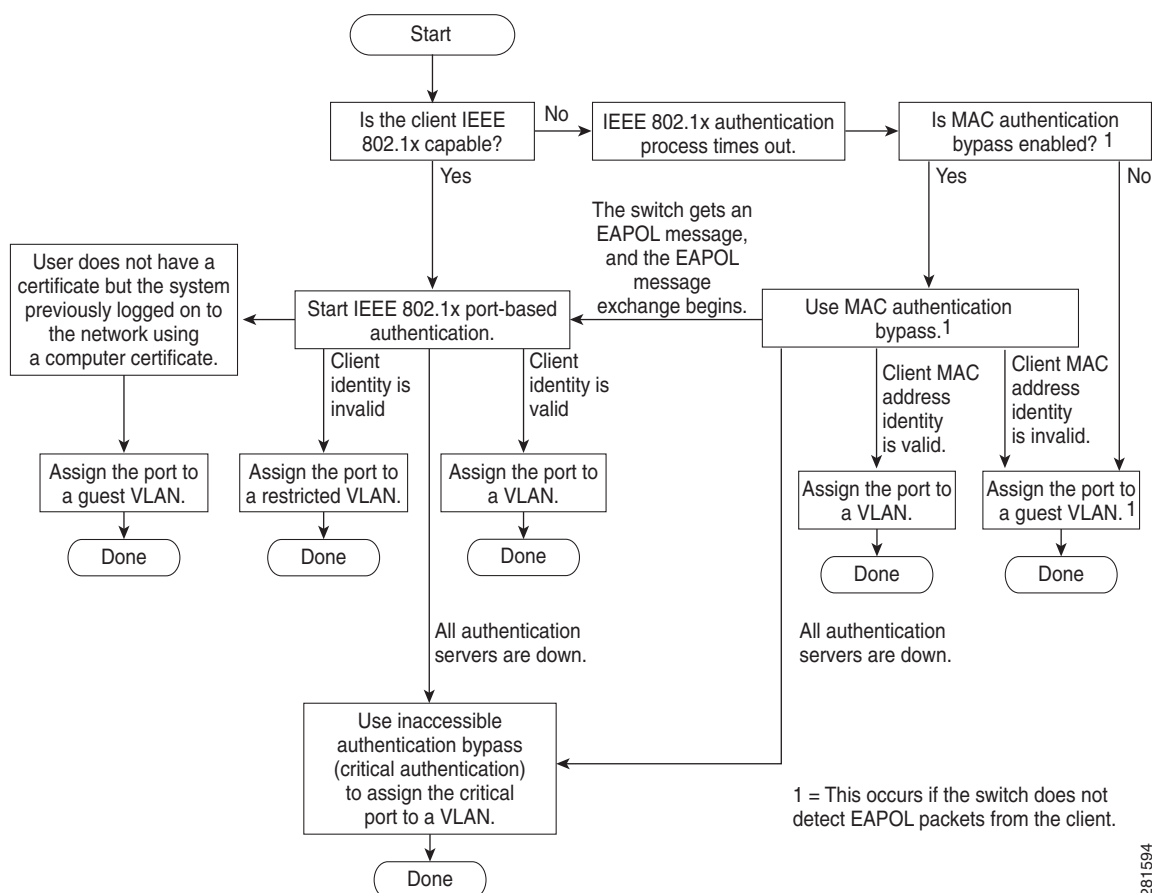 Start
Is the client IEEE
802.1x capable?
No
IEEE 802.1x authentication
process times out.
Is MAC authentication
bypass enabled? 1
Yes
Yes
No
The switch gets an
EAPOL message,
and the EAPOL
message
exchange begins.
User does not have a
certificate but the system
previously logged on to
the network using
a computer certificate.
Start IEEE 802.1x port-based
authentication.
Use MAC authentication
bypass.1
Client
identity is
invalid
Client
identity is
valid
Client MAC
address
identity
is valid.
Client MAC
address
identity
is invalid.
Assign the port to
a guest VLAN.
Assign the port to
a restricted VLAN.
Assign the port to
a VLAN.
Assign the port to
a VLAN.
Assign the port to
a guest VLAN.1
Done
Done
Done
Done
Done
All authentication
servers are down.
All authentication
servers are down.
Use inaccessible
authentication bypass
(critical authentication)
to assign the critical
port to a VLAN.
1 = This occurs if the switch does not
detect EAPOL packets from the client.
Done
281594